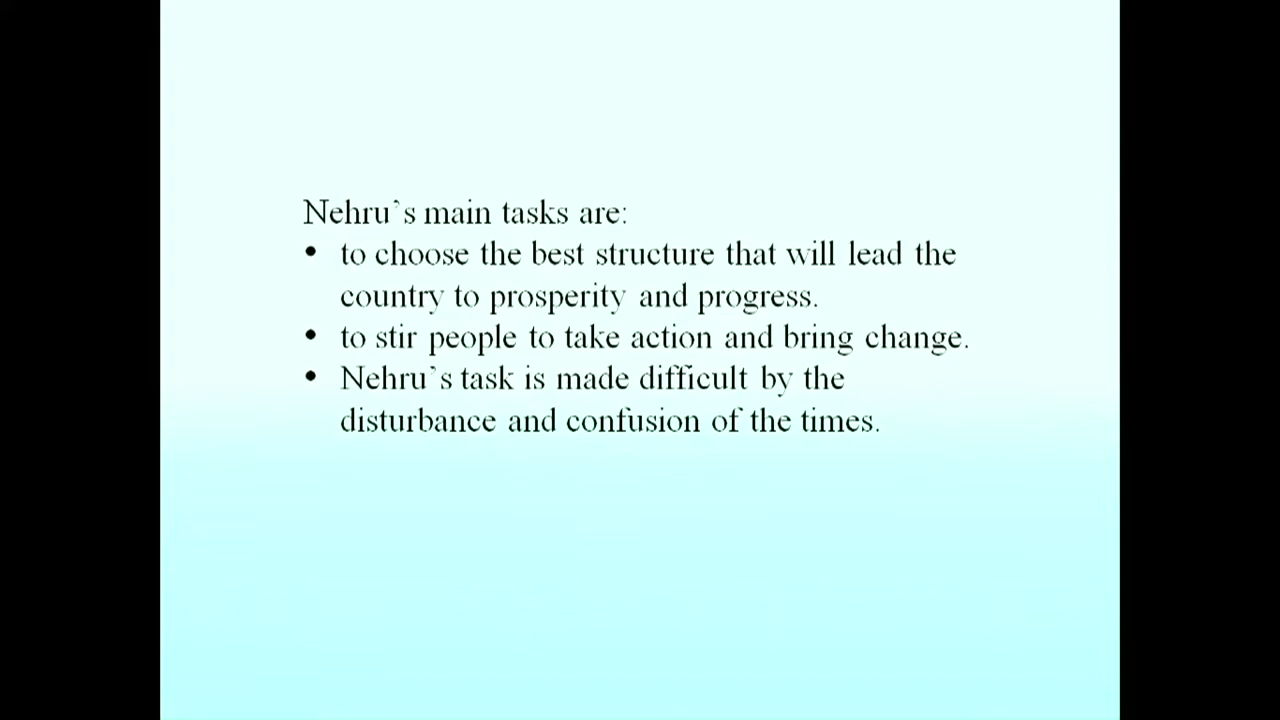 Nehru`s main tasks are:
• to choose the best structure that will lead the
country to prosperity and progress.
• to stir people to take action and bring change.
• Nehru`s task is made difficult by the
disturbance and confusion of the times.